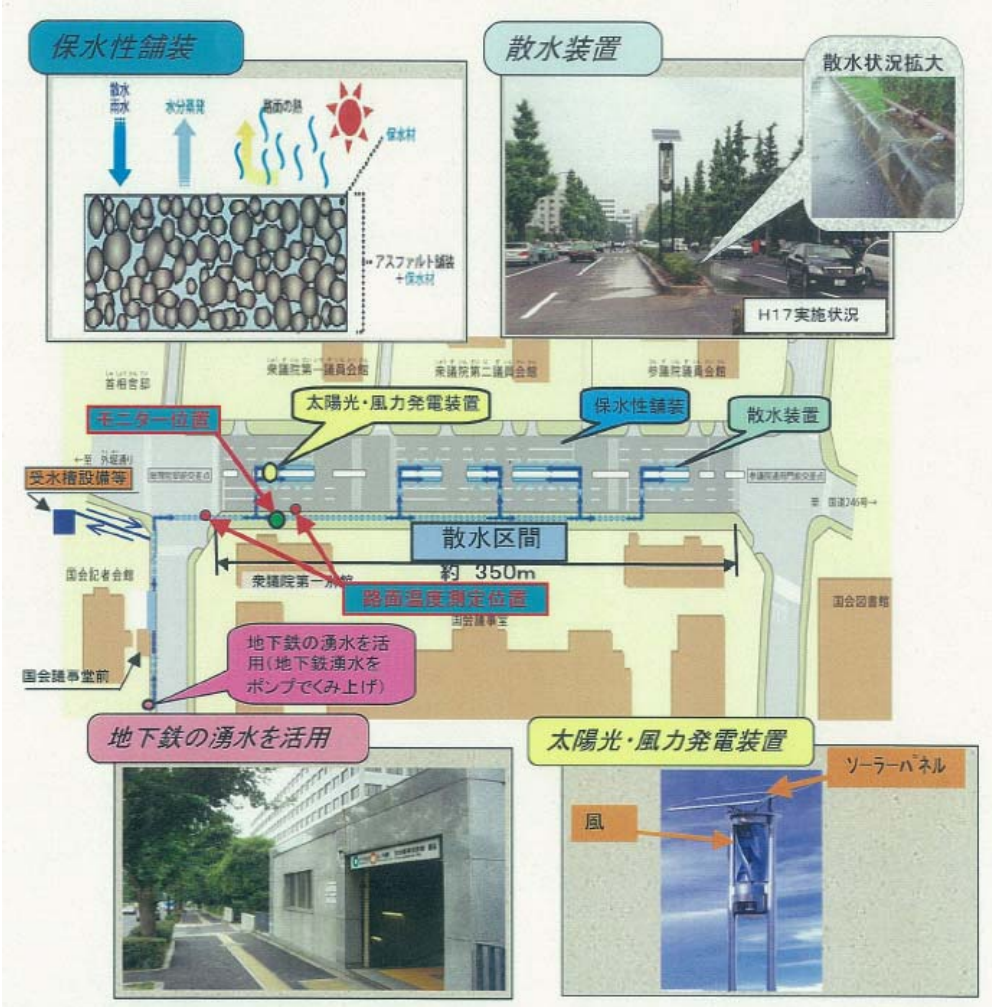 保水性舗装
散水
雨水
水分蒸発
路面の熱
保水材
アスファルト舗装
+保水材
散水装置
散水状況拡大
H17実施状況
首相官邸
衆議院第一議員会館
衆議院第二議員会館
参議院議員会館
モニター位置
太陽光・風力発電装置
保水性舗装
散水装置
←至 外堀通り
受水槽設備等
至 国道246号→
散水区間
約 350m
国会記者会館
衆議院第一別館
路面温度測定位置
国会議事堂
国会図書館
国会議事堂前
地下鉄の湧水を活
用(地下鉄湧水を
ポンプでくみ上げ)
地下鉄の湧水を活用
太陽光・風力発電装置
ソーラーパネル
風